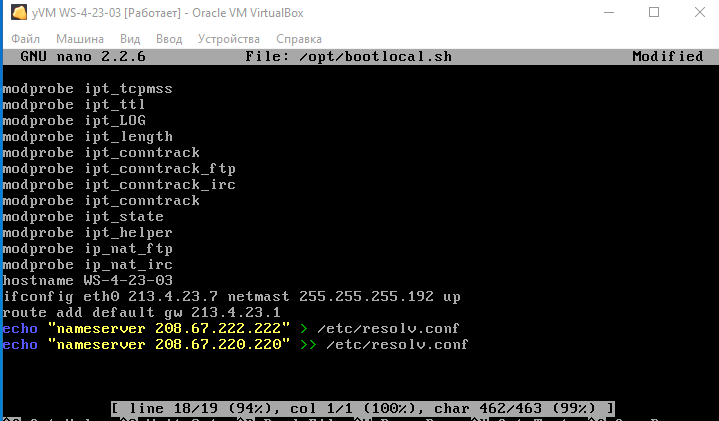 yVM WS-4-23-03 [Работает] - Oracle VM VirtualBox
Файл Машина Вид Ввод Устройства Справка
GNU nano 2.2.6 File: /opt/bootlocal.sh Modified
modprobe ipt_tcpmss
modprobe ipt_ttl
modprobe ipt_LOG
modprobe ipt_length
modprobe ipt_conntrack
modprobe ipt_conntrack_ftp
modprobe ipt_conntrack_irc
modprobe ipt_conntrack
modprobe ipt_state
modprobe ipt_helper
modprobe ip_nat_ftp
modprobe ip_nat_irc
hostname WS-4-23-03
ifconfig eth0 213.4.23.7 netmast 255.255.255.192 up
route add default gw 213.4.23.1
echo "nameserver 208.67.222.222" > /etc/resolv.conf
echo "nameserver 208.67.220.220" >> /etc/resolv.conf
[ line 18/19 (94%), col 1/1 (100%), char 462/463 (99%) ]